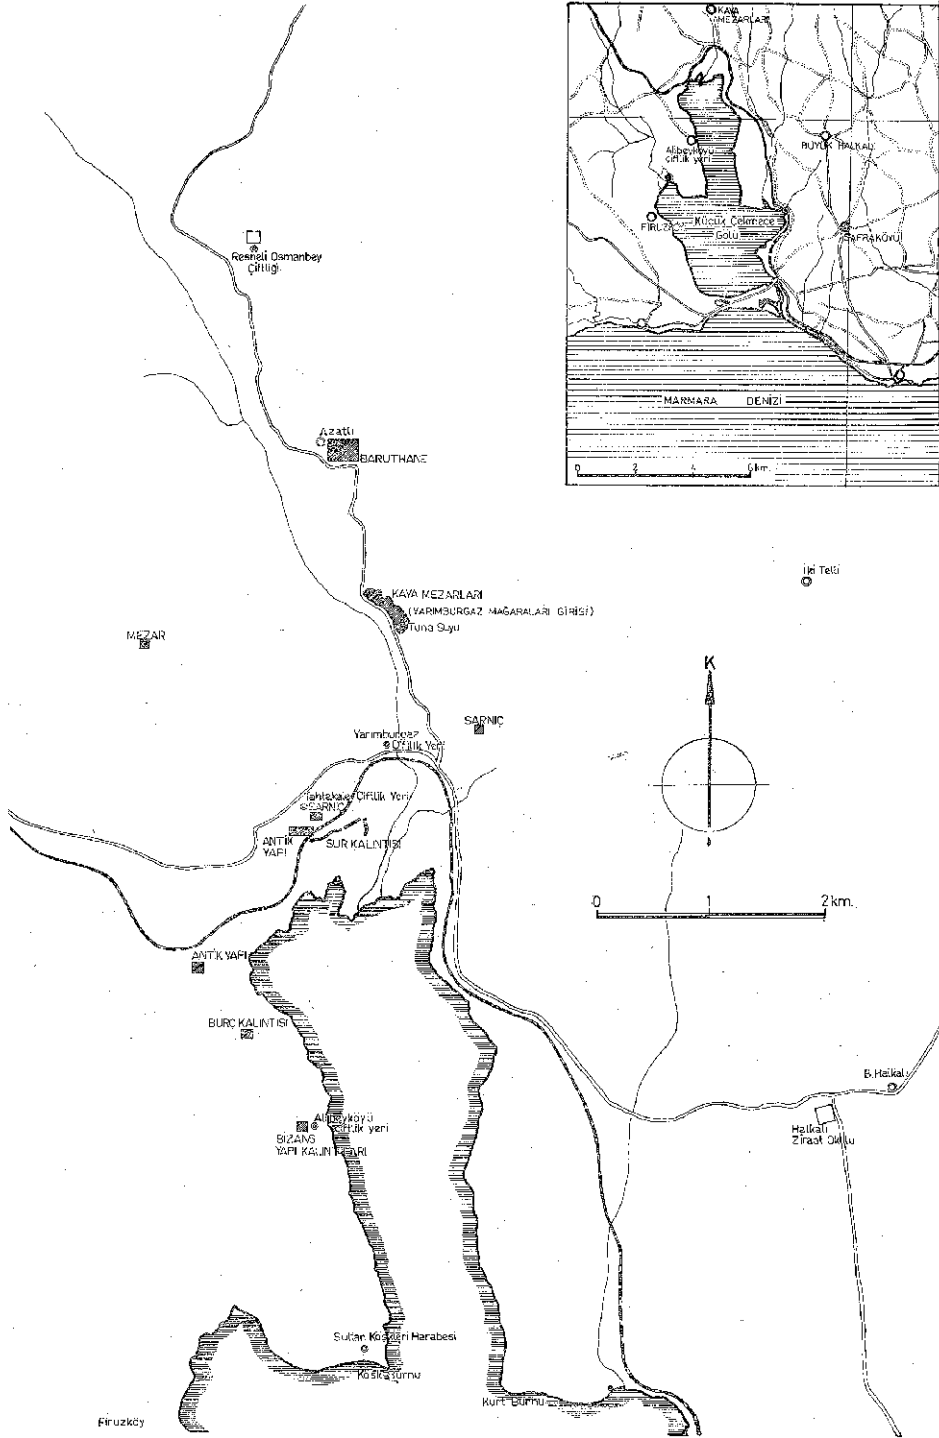 KAYA
MEZARLARI
Alibeyköyü
Çiftlik yeri
BÜYÜK HALKALI
Küçük Çekmece
Gölü
SAFRAKÖYÜ
MARMARA DENİZİ
0 2 4 6 km.
Resneli Osmanbey
Çiftliği
Azatlı
BARUTHANE
İki Telli
KAYA MEZARLARI
(YARIMBURGAZ MAĞARALARI GİRİŞİ)
Tuna Suyu
MEZAR
K
SARNIÇ
Yarımburgaz
Çiftlik Yeri
Tahtakale Çiftlik Yeri
SARNIÇ
ANTİK
YAPI
SUR KALINTISI
0 1 2 km.
ANTİK YAPI
BURÇ KALINTISI
B. Halkalı
Halkalı
Ziraat Okulu
Alibeyköyü
Çiftlik yeri
BİZANS
YAPI KALINTILARI
Sultan Köşkleri Harabesi
Köşkburnu
Kurt Burnu
Firuzköy